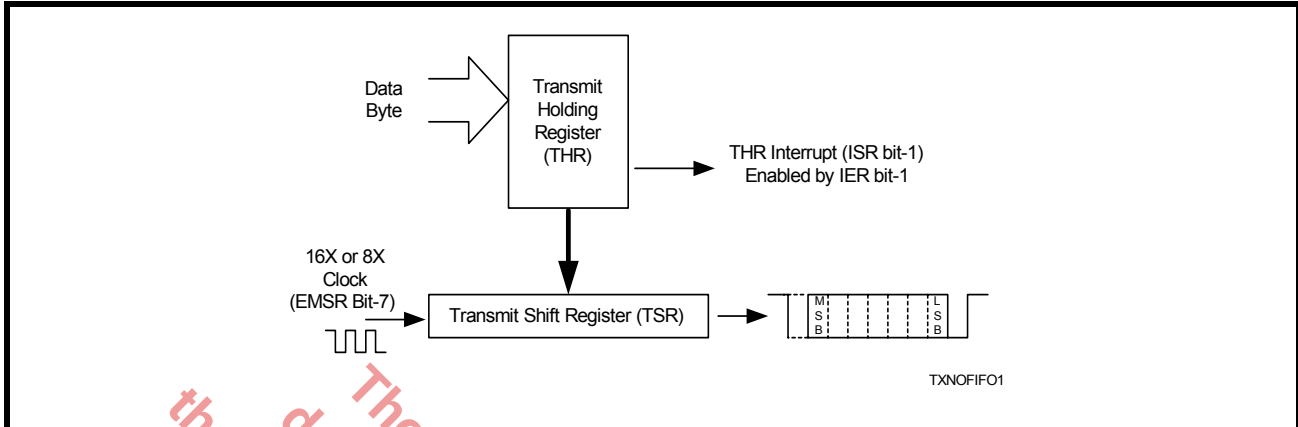 Data
Byte
Transmit
Holding
Register
(THR)
THR Interrupt (ISR bit-1)
Enabled by IER bit-1
16X or 8X
Clock
(EMSR Bit-7)
Transmit Shift Register (TSR)
M
S
B
L
S
B
TXNOFIFO1
The